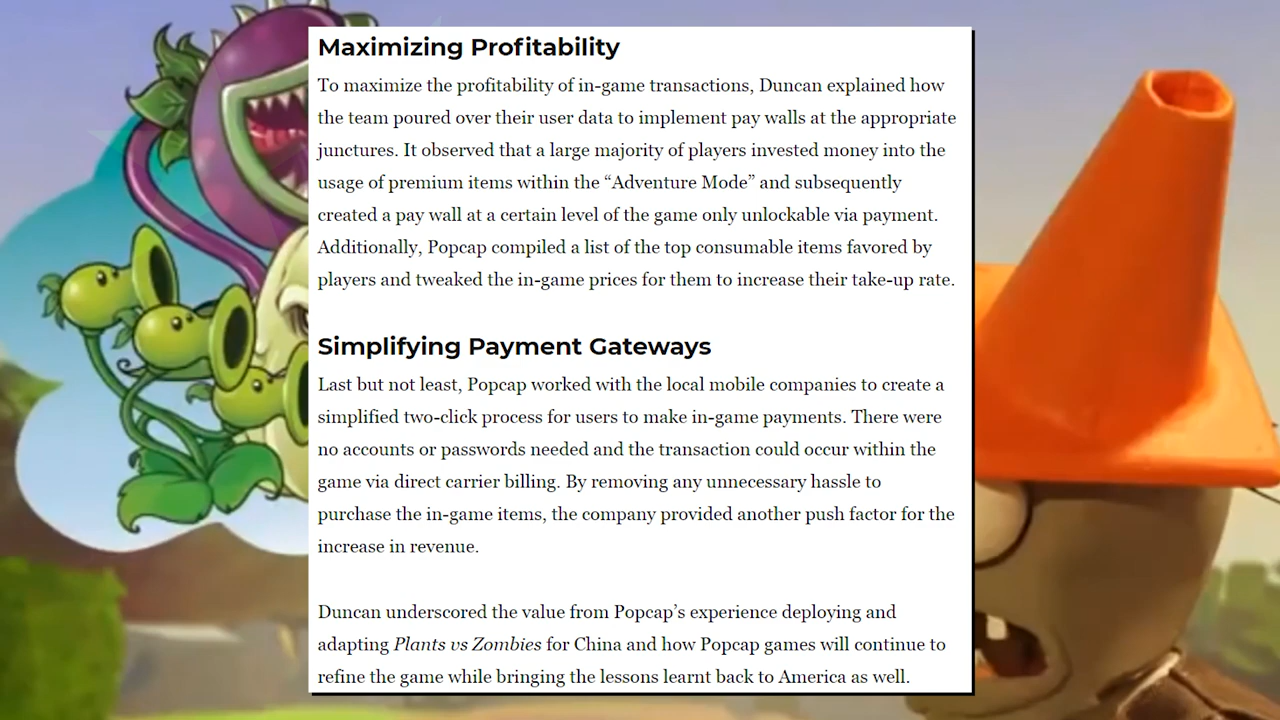 Maximizing Profitability
To maximize the profitability of in-game transactions, Duncan explained how
the team poured over their user data to implement pay walls at the appropriate
junctures. It observed that a large majority of players invested money into the
usage of premium items within the “Adventure Mode” and subsequently
created a pay wall at a certain level of the game only unlockable via payment.
Additionally, Popcap compiled a list of the top consumable items favored by
players and tweaked the in-game prices for them to increase their take-up rate.
Simplifying Payment Gateways
Last but not least, Popcap worked with the local mobile companies to create a
simplified two-click process for users to make in-game payments. There were
no accounts or passwords needed and the transaction could occur within the
game via direct carrier billing. By removing any unnecessary hassle to
purchase the in-game items, the company provided another push factor for the
increase in revenue.
Duncan underscored the value from Popcap’s experience deploying and
adapting Plants vs Zombies for China and how Popcap games will continue to
refine the game while bringing the lessons learnt back to America as well.